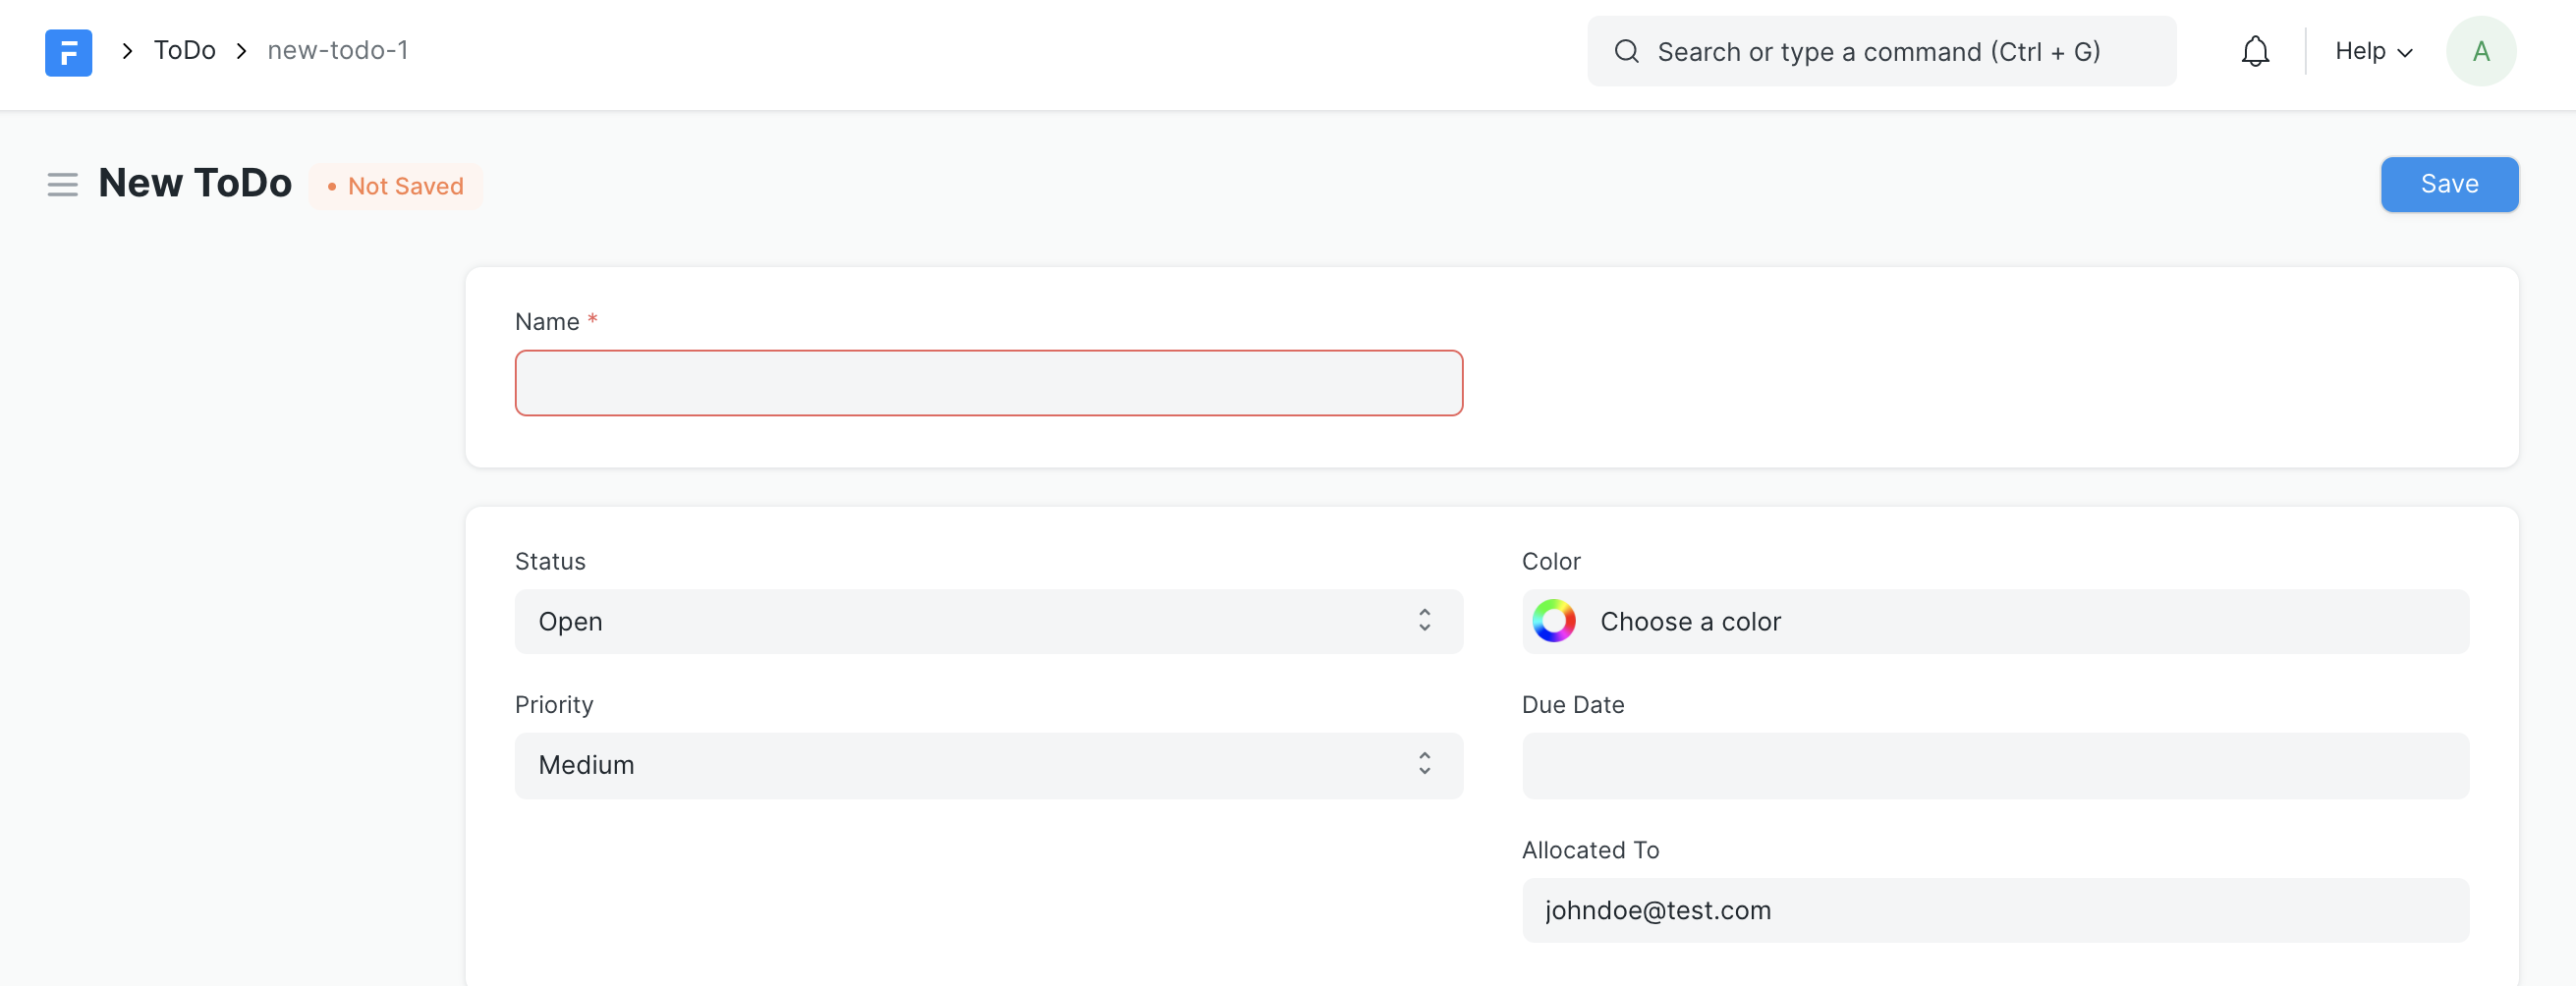 ToDo
new-todo-1
Search or type a command (Ctrl + G)
Help
A
New ToDo
• Not Saved
Save
Name *
Status
Color
Open
Choose a color
Priority
Due Date
Medium
Allocated To
johndoe@test.com